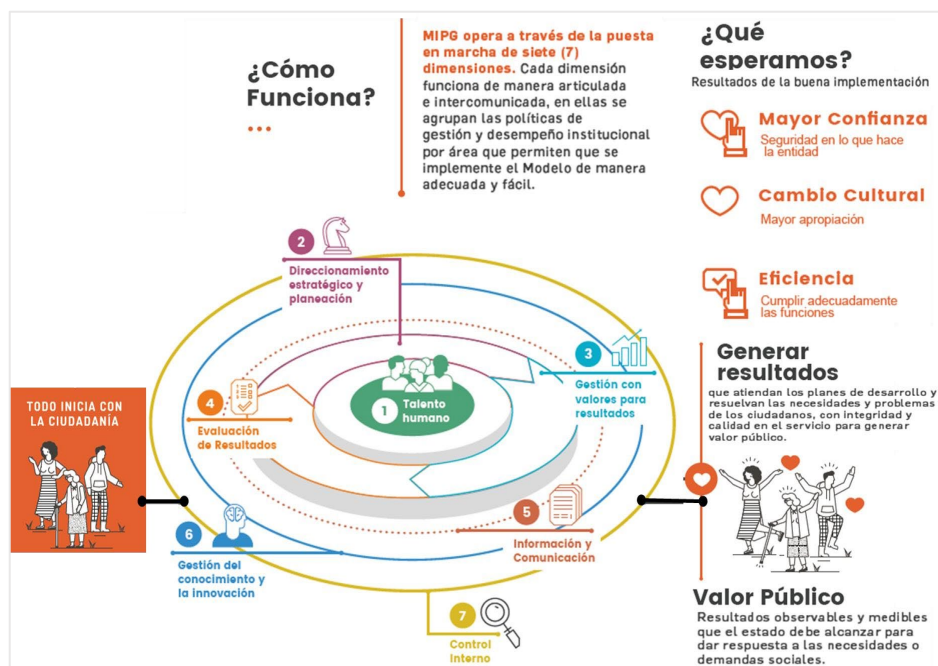 ¿Cómo
Funciona?
...
MIPG opera a través de la puesta
en marcha de siete (7)
dimensiones. Cada dimensión
funciona de manera articulada
e intercomunicada, en ellas se
agrupan las políticas de
gestión y desempeño institucional
por área que permiten que se
implemente el Modelo de manera
adecuada y fácil.
¿Qué
esperamos?
Resultados de la buena implementación
Mayor Confianza
Seguridad en lo que hace
la entidad
Cambio Cultural
Mayor apropiación
Eficiencia
Cumplir adecuadamente
las funciones
2
Direccionamiento
estratégico y
planeación
3
Gestión con
valores para
resultados
1
Talento
humano
4
Evaluación
de Resultados
5
Información y
Comunicación
6
Gestión del
conocimiento y
la innovación
7
Control
Interno
TODO INICIA CON
LA CIUDADANÍA
Generar
resultados
que atiendan los planes de desarrollo y
resuelvan las necesidades y problemas
de los ciudadanos, con integridad y
calidad en el servicio para generar
valor público.
Valor Público
Resultados observables y medibles
que el estado debe alcanzar para
dar respuesta a las necesidades o
demandas sociales.